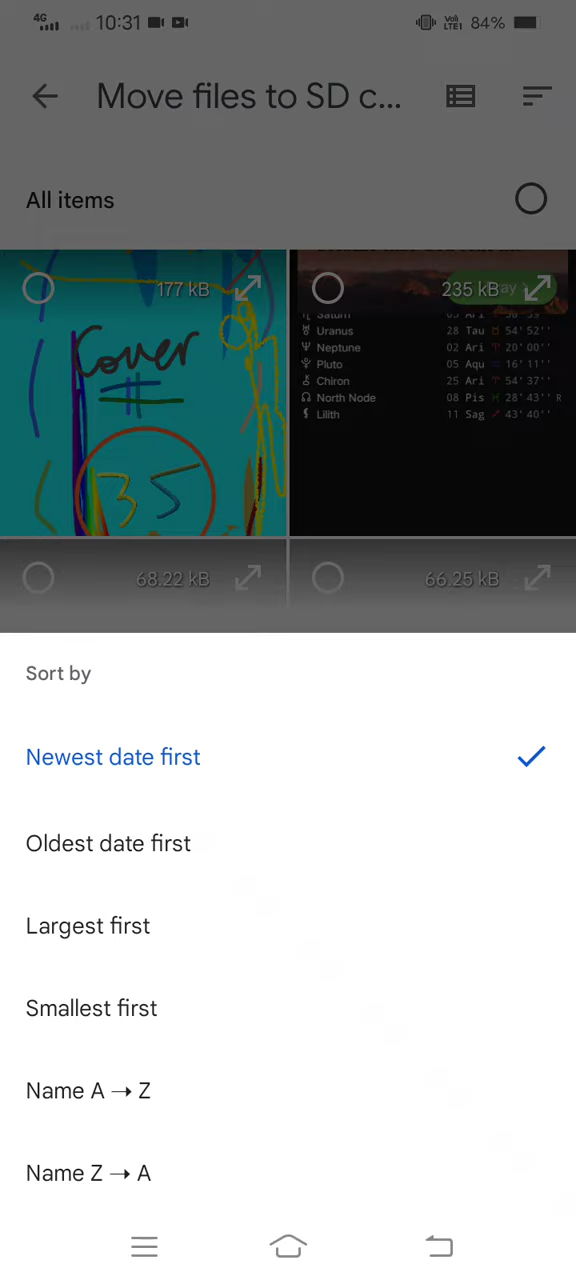 4G 10:31 VoLTE1 84%
Move files to SD c...
All items
177 kB
235 kB
Cover
#
35
Uranus 28 Tau ♉ 54'52''
Neptune 02 Ari ♈ 20'00''
Pluto 05 Aqu ♒ 16'11''
Chiron 25 Ari ♈ 54'37''
North Node 08 Pis ♓ 28'43'' R
Lilith 11 Sag ♐ 43'40''
68.22 kB
66.25 kB
Sort by
Newest date first
Oldest date first
Largest first
Smallest first
Name A → Z
Name Z → A